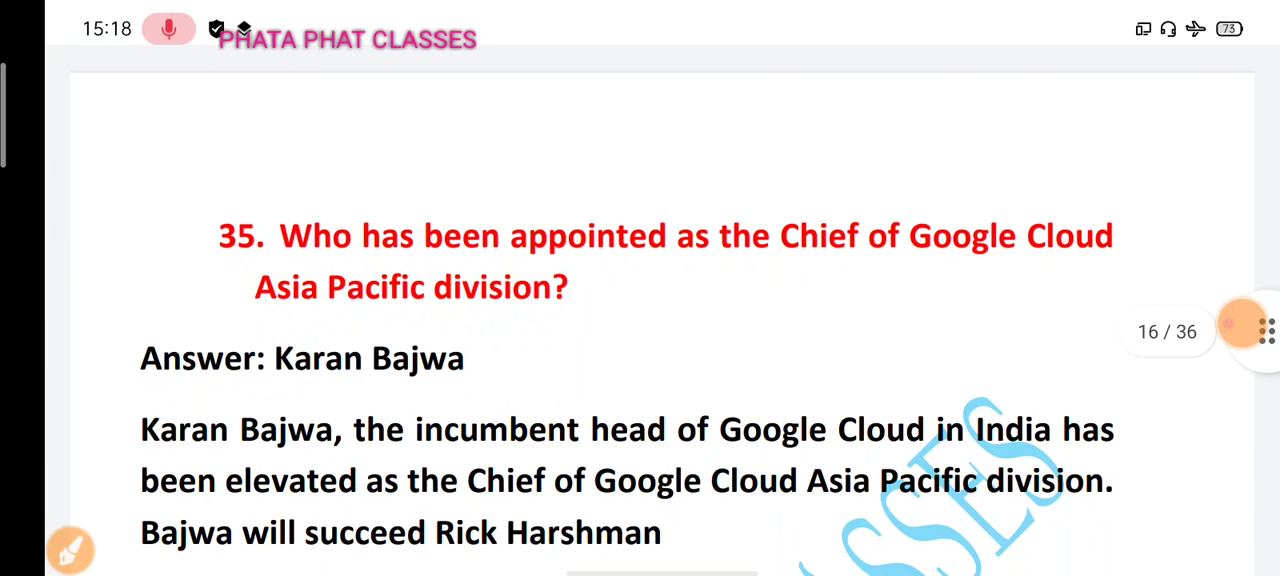 15:18
73
PHATA PHAT CLASSES
35. Who has been appointed as the Chief of Google Cloud
Asia Pacific division?
16 / 36
Answer: Karan Bajwa
Karan Bajwa, the incumbent head of Google Cloud in India has
been elevated as the Chief of Google Cloud Asia Pacific division.
Bajwa will succeed Rick Harshman